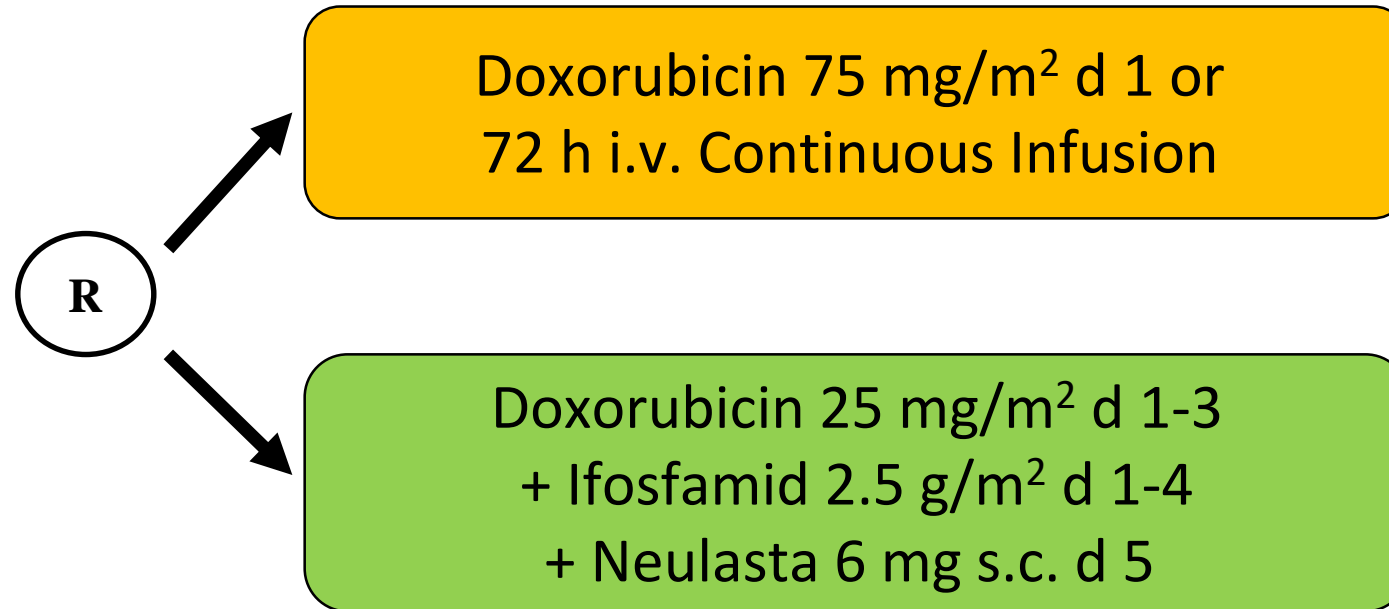 Doxorubicin 75 mg/m² d 1 or
72 h i.v. Continuous Infusion
R
Doxorubicin 25 mg/m² d 1-3
+ Ifosfamid 2.5 g/m² d 1-4
+ Neulasta 6 mg s.c. d 5